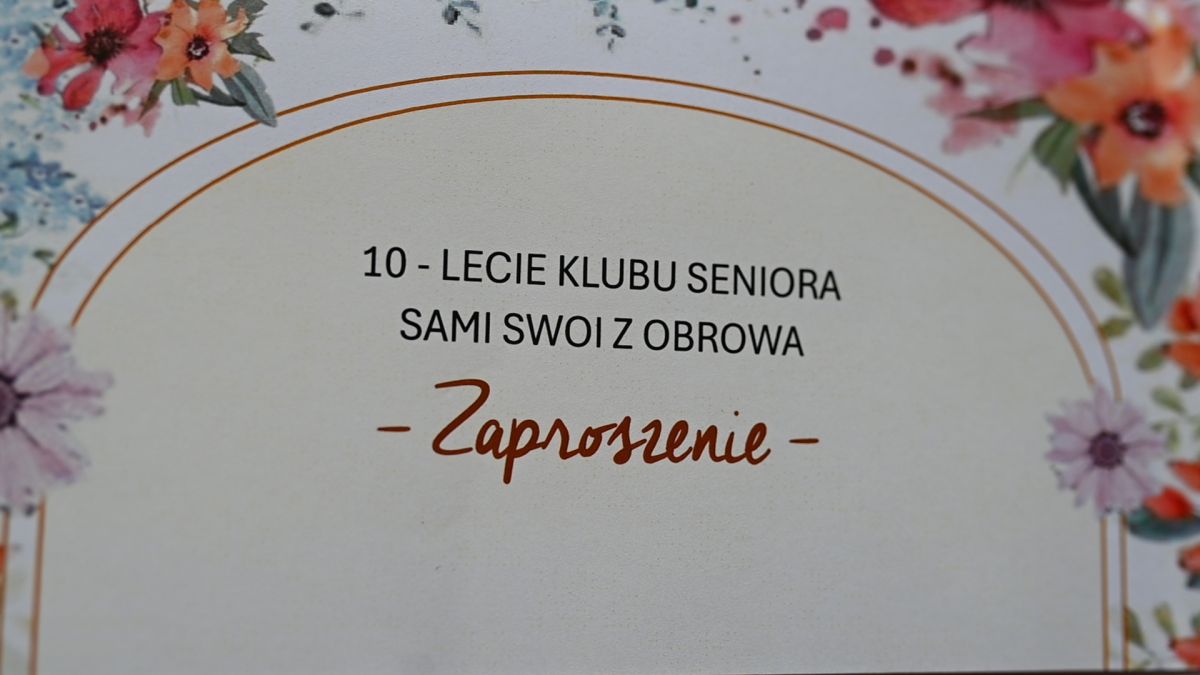 10 - LECIE KLUBU SENIORA
SAMI SWOI Z OBROWA
- Zaproszenie -